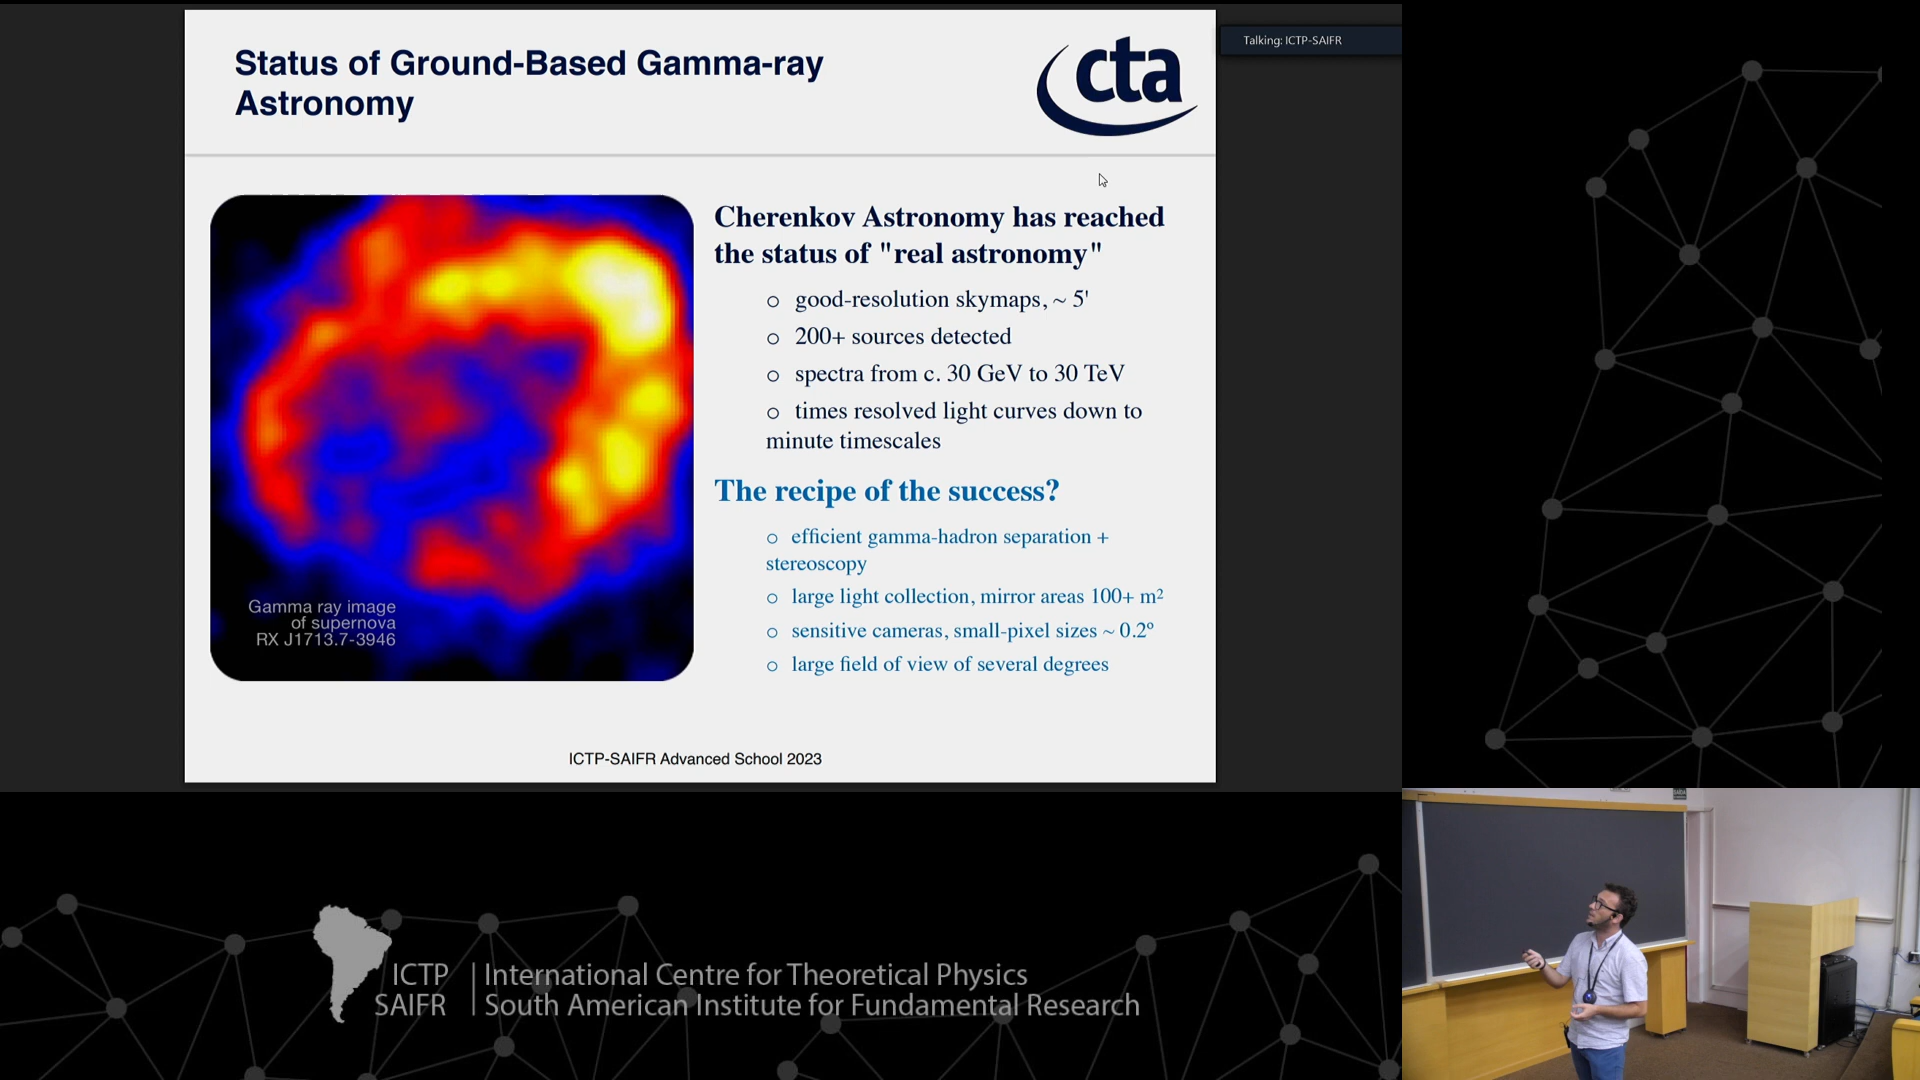 Status of Ground-Based Gamma-ray
Astronomy
cta
Talking: ICTP-SAIFR
Cherenkov Astronomy has reached
the status of "real astronomy"
good-resolution skymaps, ~ 5'
200+ sources detected
spectra from c. 30 GeV to 30 TeV
times resolved light curves down to
minute timescales
The recipe of the success?
efficient gamma-hadron separation +
stereoscopy
large light collection, mirror areas 100+ m²
sensitive cameras, small-pixel sizes ~ 0.2º
large field of view of several degrees
Gamma ray image
of supernova
RX J1713.7-3946
ICTP-SAIFR Advanced School 2023
ICTP
SAIFR
International Centre for Theoretical Physics
South American Institute for Fundamental Research